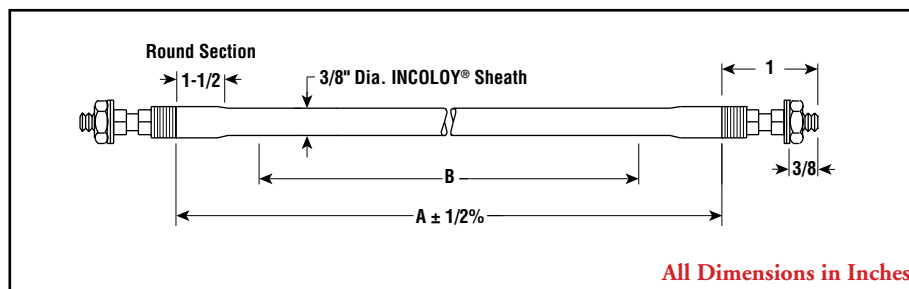 Round Section
1-1/2
3/8" Dia. INCOLOY® Sheath
1
3/8
B
A ± 1/2%
All Dimensions in Inches